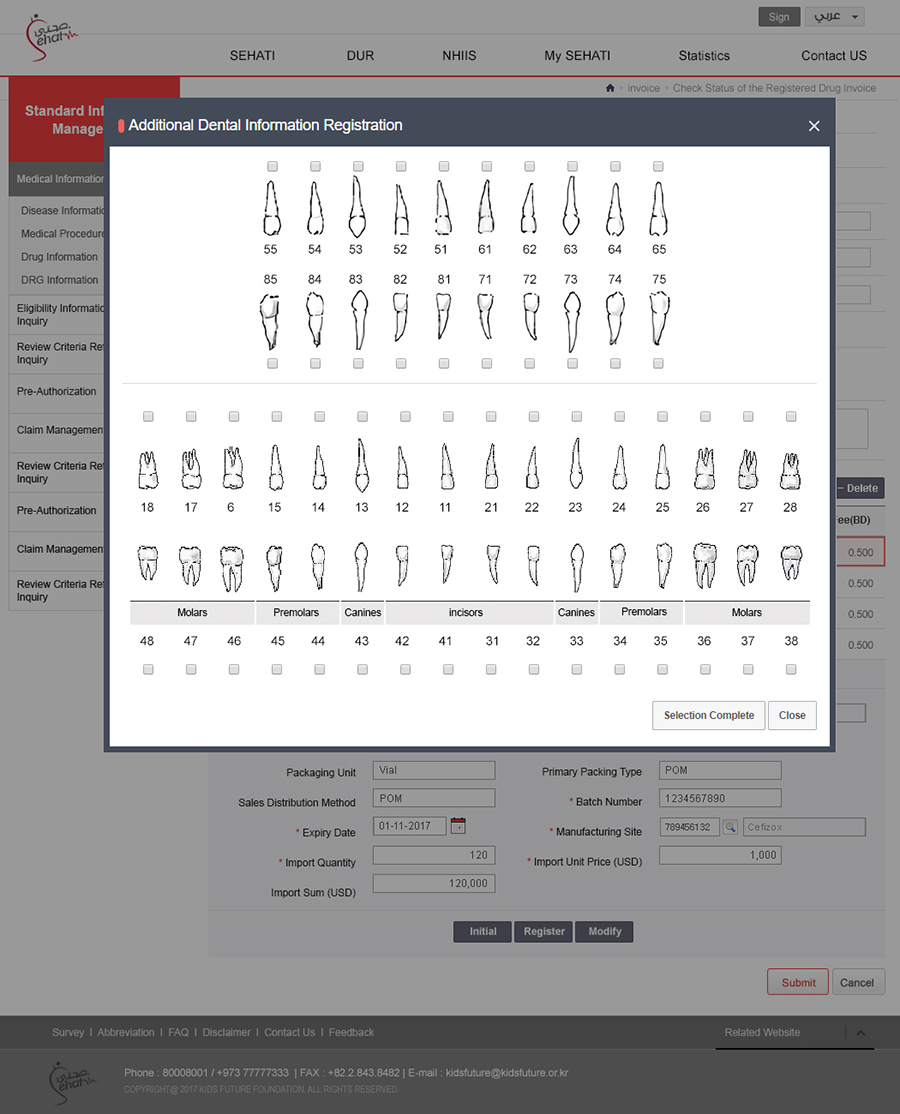 Sign
عربي
صحتي
Sehati
SEHATI
DUR
NHIIS
My SEHATI
Statistics
Contact US
Standard Inf
Manage
invoice
Check Status of the Registered Drug Invoice
Medical Information
Disease Informatio
Medical Procedure
Drug Information
DRG Information
Eligibility Informatio
Inquiry
Review Criteria Ref
Inquiry
Pre-Authorization
Claim Management
Review Criteria Ref
Inquiry
Pre-Authorization
Claim Management
Review Criteria Ref
Inquiry
Additional Dental Information Registration
55 54 53 52 51 61 62 63 64 65
85 84 83 82 81 71 72 73 74 75
18 17 6 15 14 13 12 11 21 22 23 24 25 26 27 28
Molars Premolars Canines incisors Canines Premolars Molars
48 47 46 45 44 43 42 41 31 32 33 34 35 36 37 38
Selection Complete
Close
– Delete
ee(BD)
0.500
0.500
0.500
0.500
Packaging Unit Vial Primary Packing Type POM
Sales Distribution Method POM * Batch Number 1234567890
* Expiry Date 01-11-2017 * Manufacturing Site 789456132 Cefizox
* Import Quantity 120 * Import Unit Price (USD) 1,000
Import Sum (USD) 120,000
Initial Register Modify
Submit Cancel
Survey I Abbreviation I FAQ I Disclaimer I Contact Us I Feedback
Related Website
صحتي
Sehati
Phone : 80008001 / +973 77777333 | FAX : +82.2.843.8482 | E-mail : kidsfuture@kidsfuture.or.kr
COPYRIGHT@ 2017 KIDS FUTURE FOUNDATION. ALL RIGHTS RESERVED.